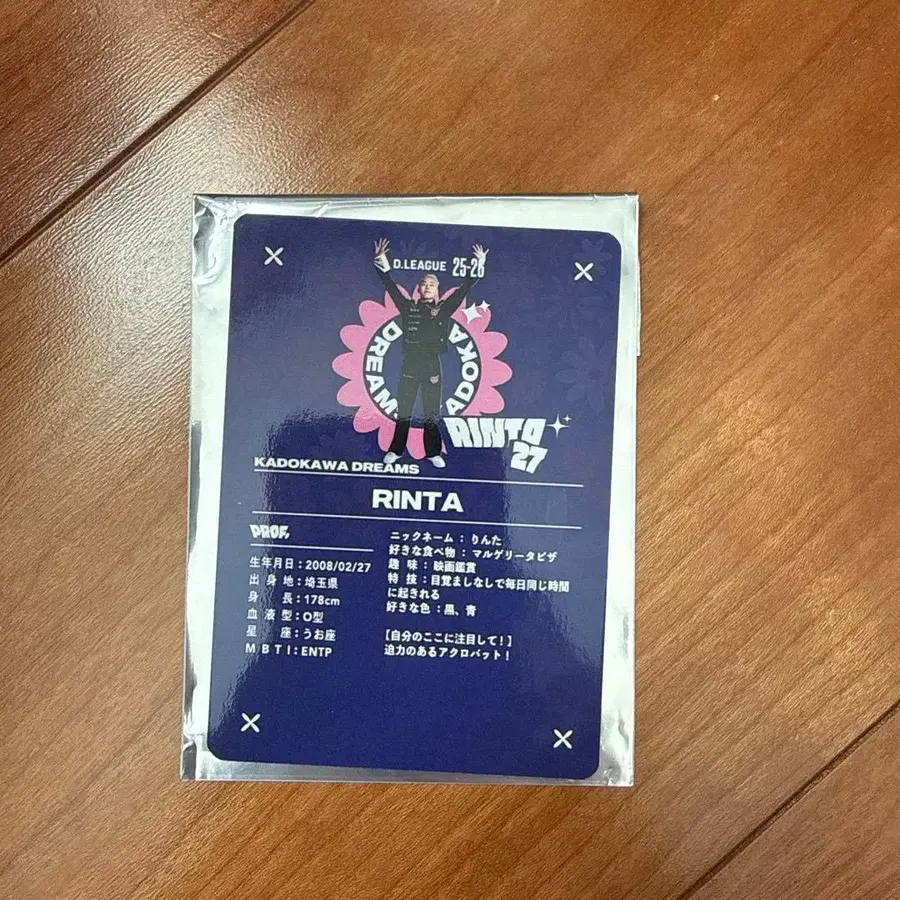 D.LEAGUE 25-26
DREAMS KADOKA
RINTA
27
KADOKAWA DREAMS
RINTA
PROF.
生年月日:2008/02/27
出身地:埼玉県
身長:178cm
血液型:O型
星座:うお座
MBTI:ENTP
ニックネーム:りんた
好きな食べ物:マルゲリータピザ
趣味:映画鑑賞
特技:目覚ましなしで毎日同じ時間
に起きれる
好きな色:黒、青
【自分のここに注目して!】
迫力のあるアクロバット!